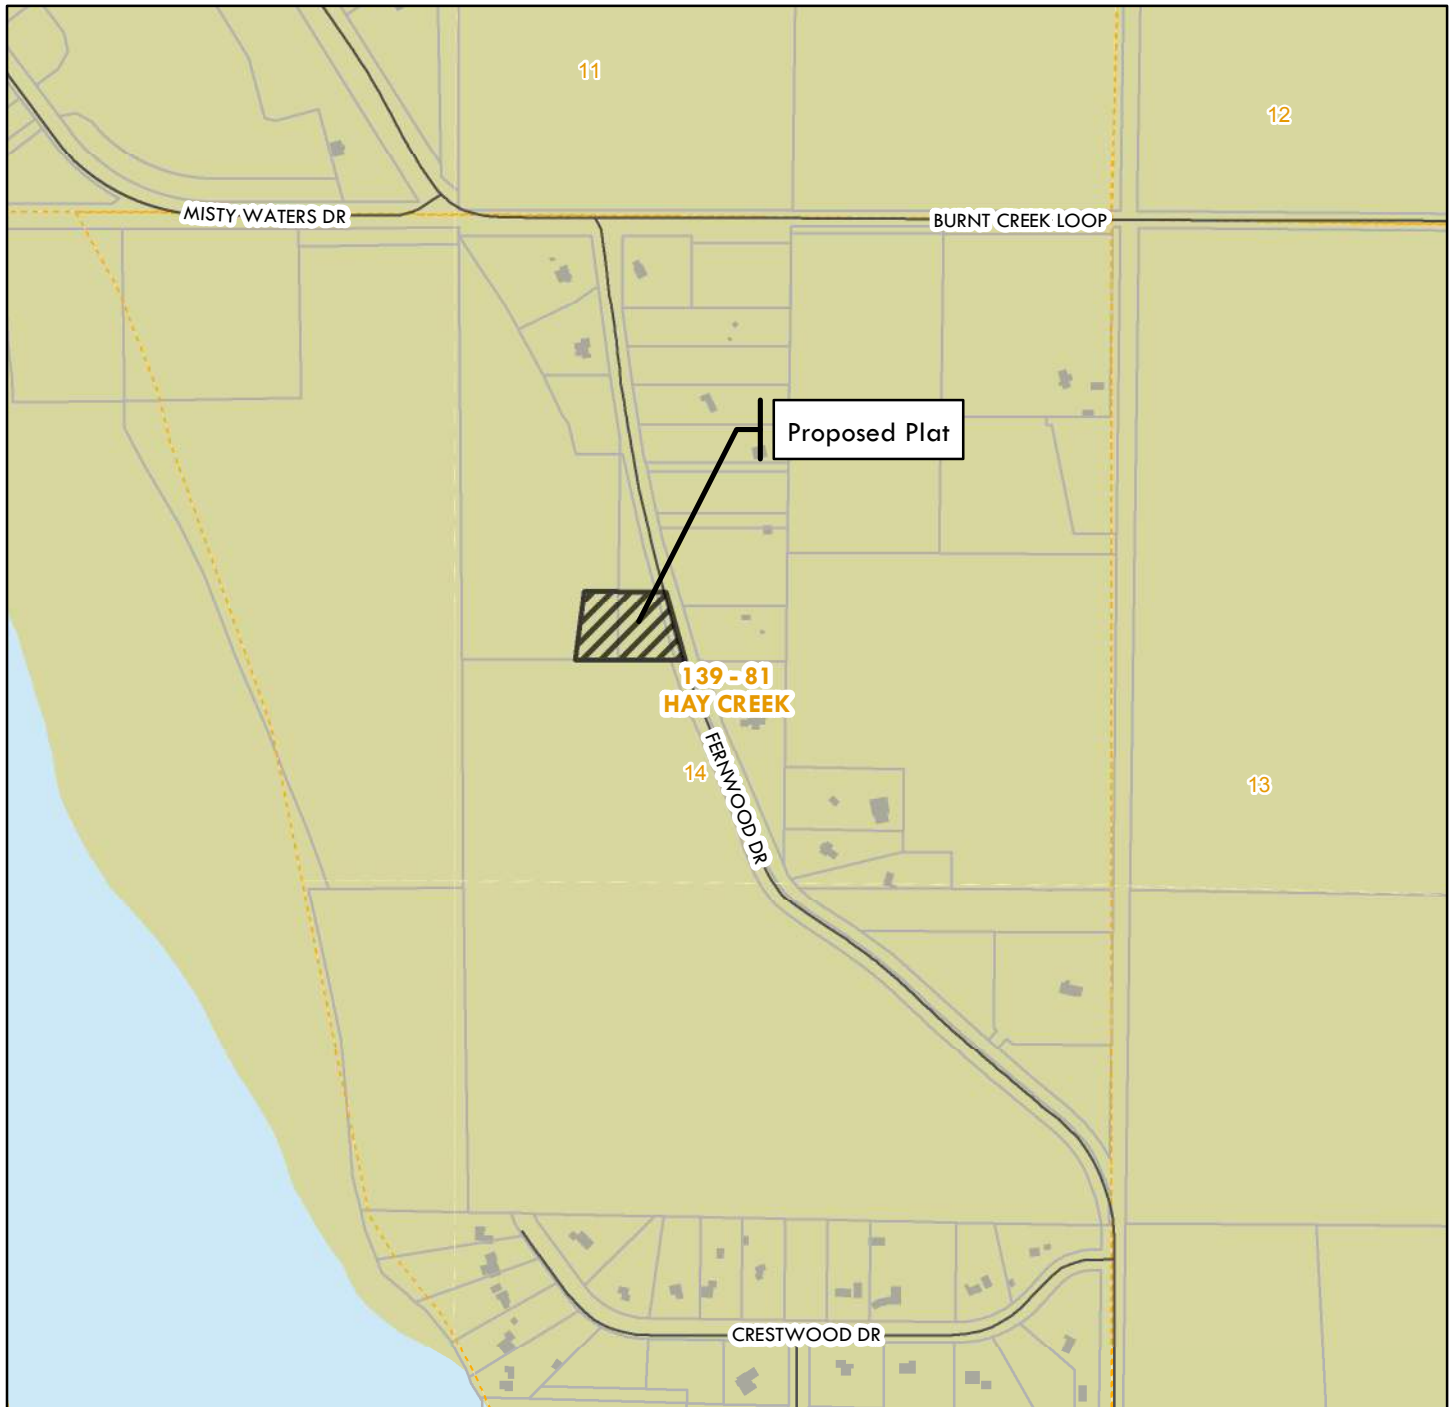 11
12
MISTY WATERS DR
BURNT CREEK LOOP
Proposed Plat
139 - 81
HAY CREEK
14
FERNWOOD DR
13
CRESTWOOD DR